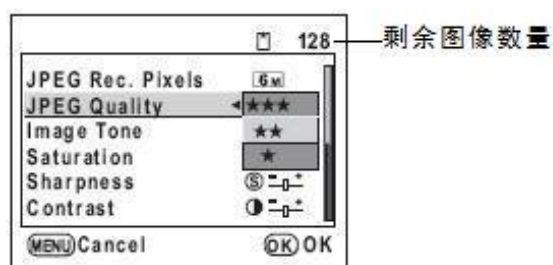 128 剩余图像数量
JPEG Rec. Pixels 6M
JPEG Quality ★★★
Image Tone ★★
Saturation ★
Sharpness S
Contrast
MENU Cancel OK OK